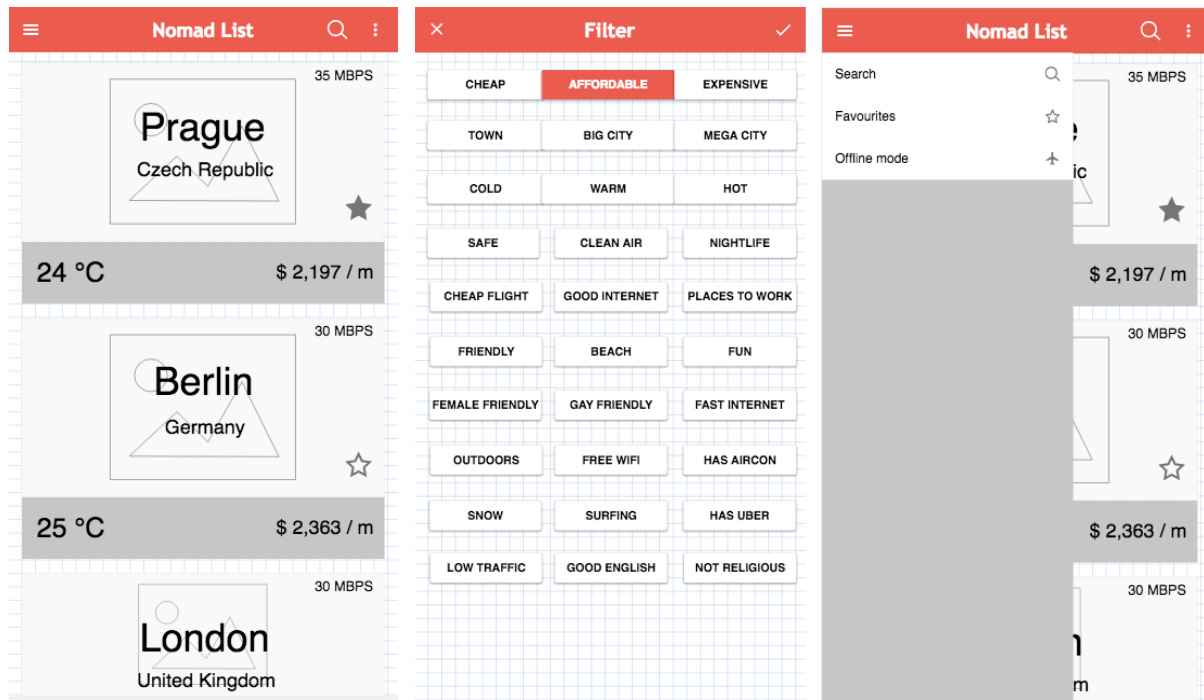 Nomad List
35 MBPS
Prague
Czech Republic
24 °C
$ 2,197 / m
30 MBPS
Berlin
Germany
25 °C
$ 2,363 / m
30 MBPS
London
United Kingdom
Filter
CHEAP AFFORDABLE EXPENSIVE
TOWN BIG CITY MEGA CITY
COLD WARM HOT
SAFE CLEAN AIR NIGHTLIFE
CHEAP FLIGHT GOOD INTERNET PLACES TO WORK
FRIENDLY BEACH FUN
FEMALE FRIENDLY GAY FRIENDLY FAST INTERNET
OUTDOORS FREE WIFI HAS AIRCON
SNOW SURFING HAS UBER
LOW TRAFFIC GOOD ENGLISH NOT RELIGIOUS
Nomad List
Search
Favourites
Offline mode
35 MBPS
ic
$ 2,197 / m
30 MBPS
$ 2,363 / m
30 MBPS
n
m